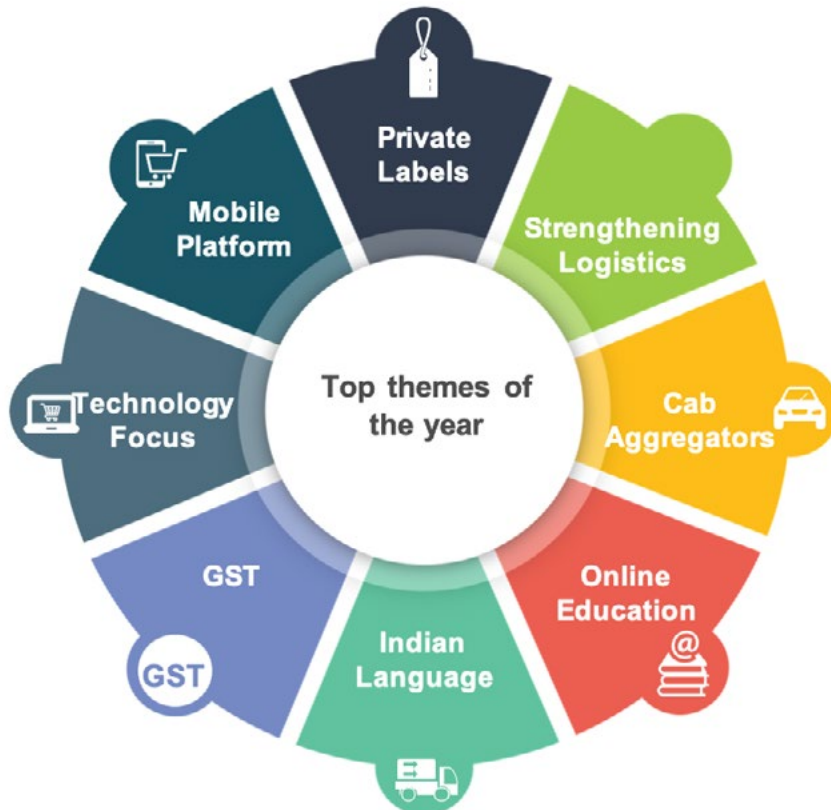 Private
Labels
Strengthening
Logistics
Cab
Aggregators
Online
Education
@
Indian
Language
GST
GST
Technology
Focus
Mobile
Platform
Top themes of
the year